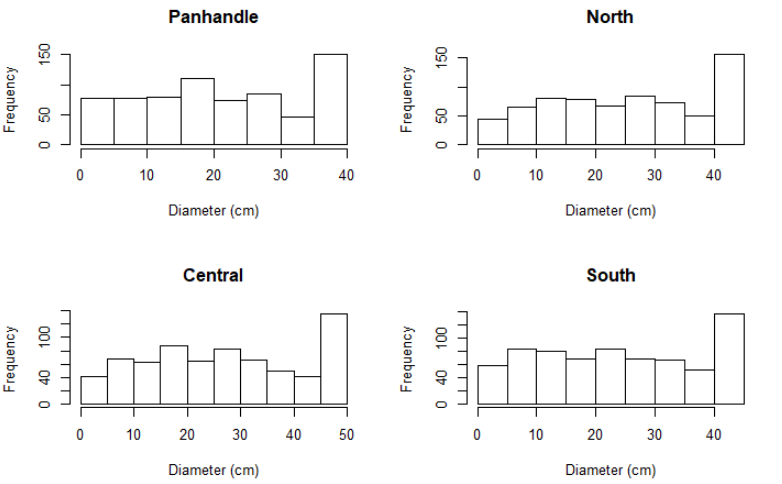 Panhandle
Frequency
0 50 150
0 10 20 30 40
Diameter (cm)
North
Frequency
0 50 150
0 10 20 30 40
Diameter (cm)
Central
Frequency
0 40 100
0 10 20 30 40 50
Diameter (cm)
South
Frequency
0 40 100
0 10 20 30 40
Diameter (cm)